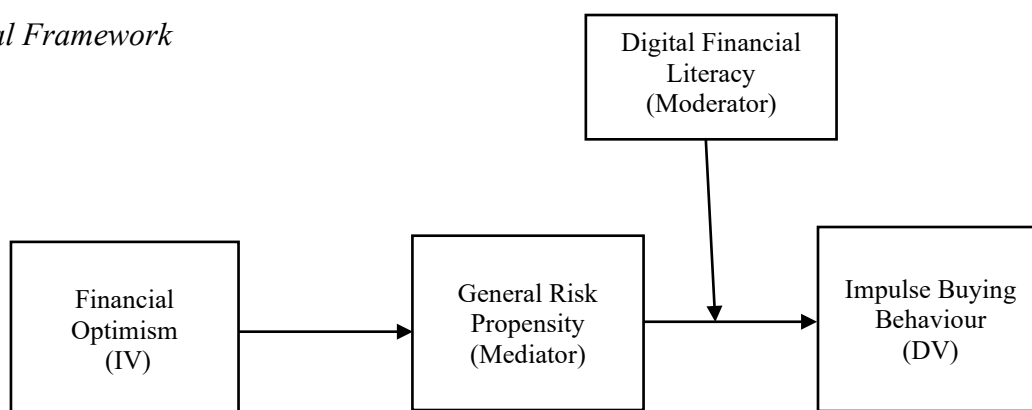 al Framework
Digital Financial
Literacy
(Moderator)
Financial
Optimism
(IV)
General Risk
Propensity
(Mediator)
Impulse Buying
Behaviour
(DV)